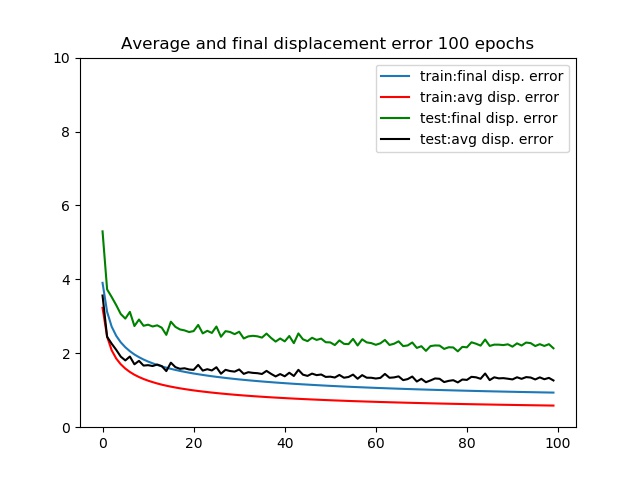 Average and final displacement error 100 epochs
10
8
6
4
2
0
train:final disp. error
train:avg disp. error
test:final disp. error
test:avg disp. error
0 20 40 60 80 100